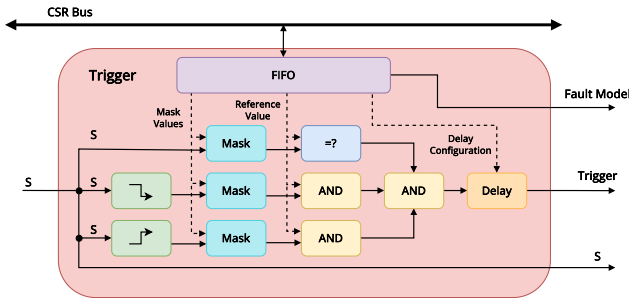 CSR Bus
Trigger
FIFO
Fault Model
Mask
Values
Reference
Value
S
Mask
=?
Delay
Configuration
S
S
Mask
AND
AND
Delay
Trigger
S
Mask
AND
S